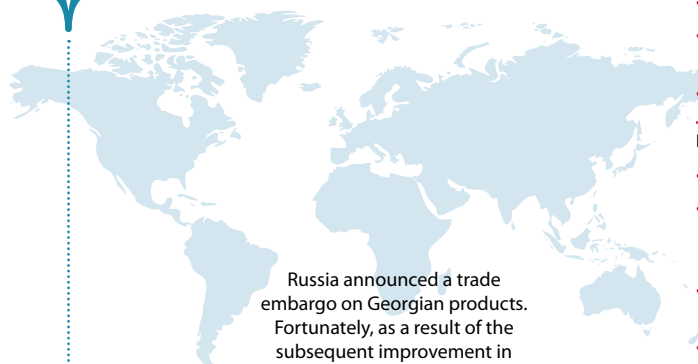 Russia announced a trade
embargo on Georgian products.
Fortunately, as a result of the
subsequent improvement in